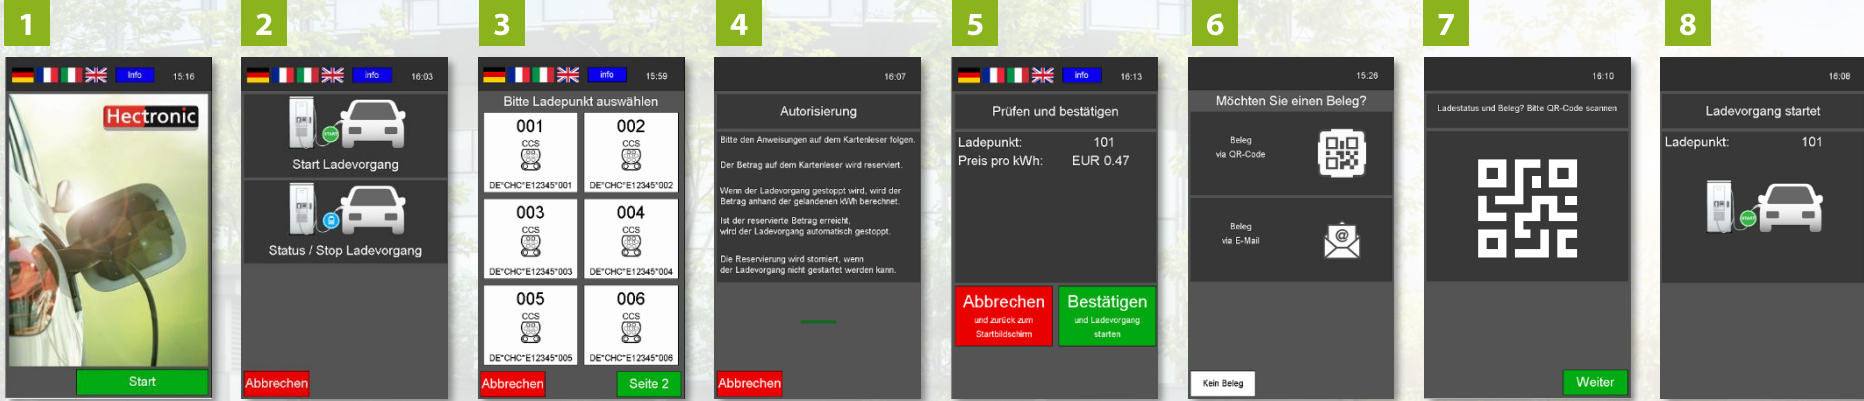 1
2
3
4
5
6
7
8
Info 15:16
Hectronic
Start
info 16:03
Start Ladevorgang
Status / Stop Ladevorgang
Abbrechen
info 15:59
Bitte Ladepunkt auswählen
001
CCS
DE*CHC*E12345*001
002
CCS
DE*CHC*E12345*002
003
CCS
DE*CHC*E12345*003
004
CCS
DE*CHC*E12345*004
005
CCS
DE*CHC*E12345*005
006
CCS
DE*CHC*E12345*006
Abbrechen
Seite 2
16:07
Autorisierung
Bitte den Anweisungen auf dem Kartenleser folgen.
Der Betrag auf dem Kartenleser wird reserviert.
Wenn der Ladevorgang gestoppt wird, wird der
Betrag anhand der gelandenen kWh berechnet.
Ist der reservierte Betrag erreicht,
wird der Ladevorgang automatisch gestoppt.
Die Reservierung wird storniert, wenn
der Ladevorgang nicht gestartet werden kann.
Abbrechen
info 16:13
Prüfen und bestätigen
Ladepunkt: 101
Preis pro kWh: EUR 0.47
Abbrechen
und zurück zum
Startbildschirm
Bestätigen
und Ladevorgang
starten
15:26
Möchten Sie einen Beleg?
Beleg
via QR-Code
Beleg
via E-Mail
Kein Beleg
16:10
Ladestatus und Beleg? Bitte QR-Code scannen
Weiter
16:08
Ladevorgang startet
Ladepunkt: 101
START